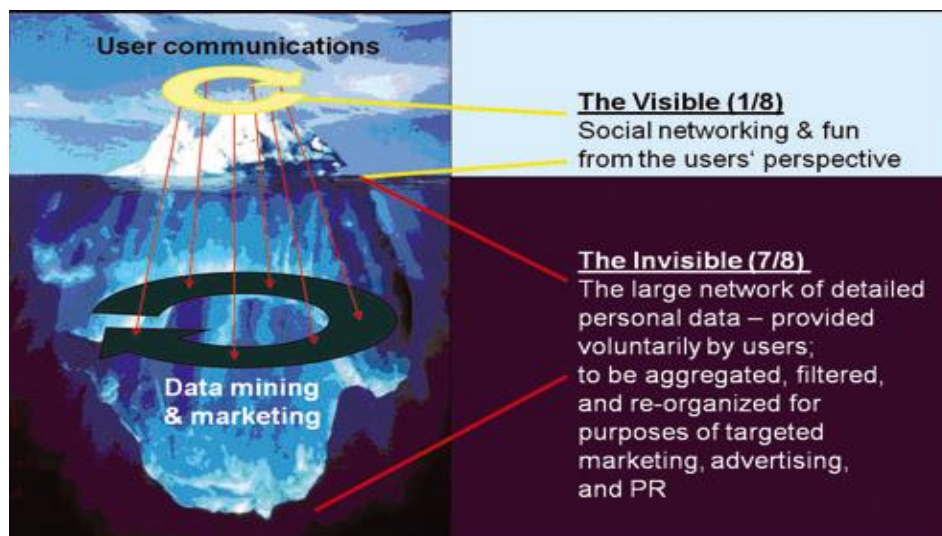 User communications
The Visible (1/8)
Social networking & fun
from the users‘ perspective
The Invisible (7/8)
The large network of detailed
personal data – provided
voluntarily by users;
to be aggregated, filtered,
and re-organized for
purposes of targeted
marketing, advertising,
and PR
Data mining
& marketing